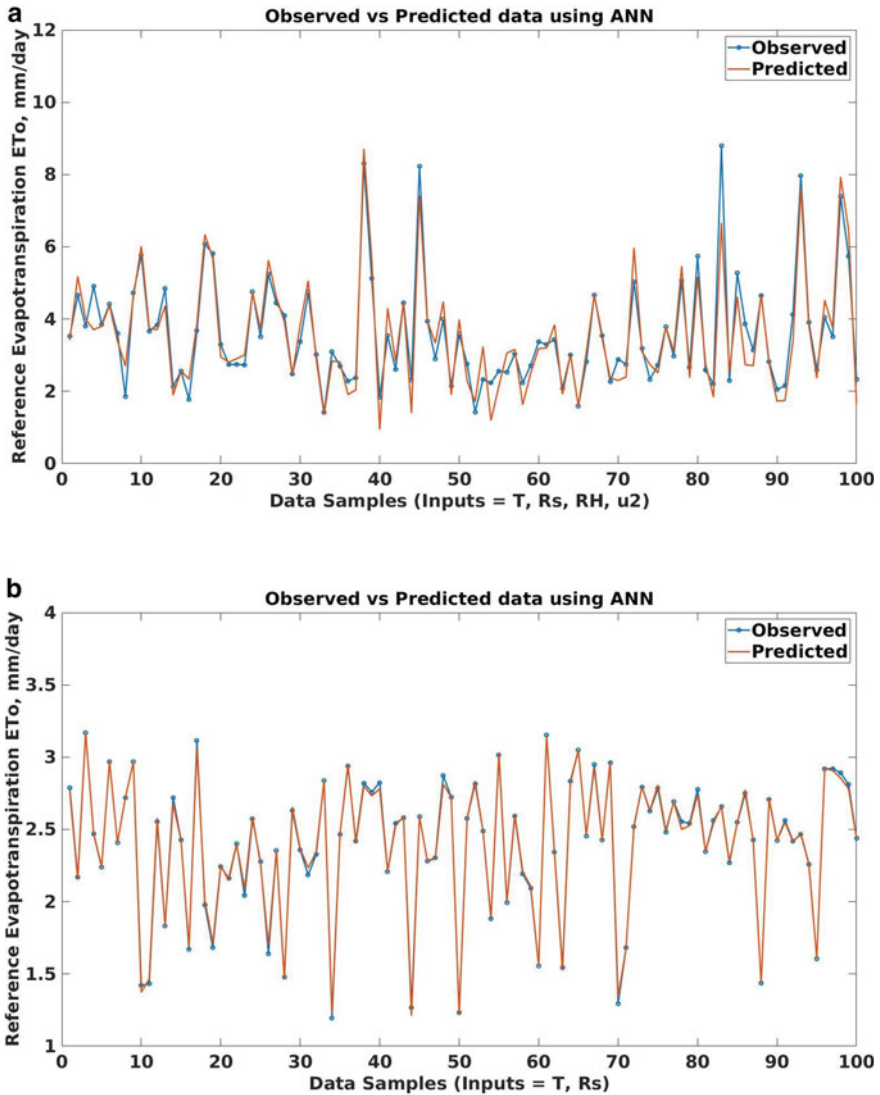 a
Observed vs Predicted data using ANN
12
10
8
6
4
2
0
Reference Evapotranspiration ETo, mm/day
Observed
Predicted
0 10 20 30 40 50 60 70 80 90 100
Data Samples (Inputs = T, Rs, RH, u2)
b
Observed vs Predicted data using ANN
4
3.5
3
2.5
2
1.5
1
Reference Evapotranspiration ETo, mm/day
Observed
Predicted
0 10 20 30 40 50 60 70 80 90 100
Data Samples (Inputs = T, Rs)